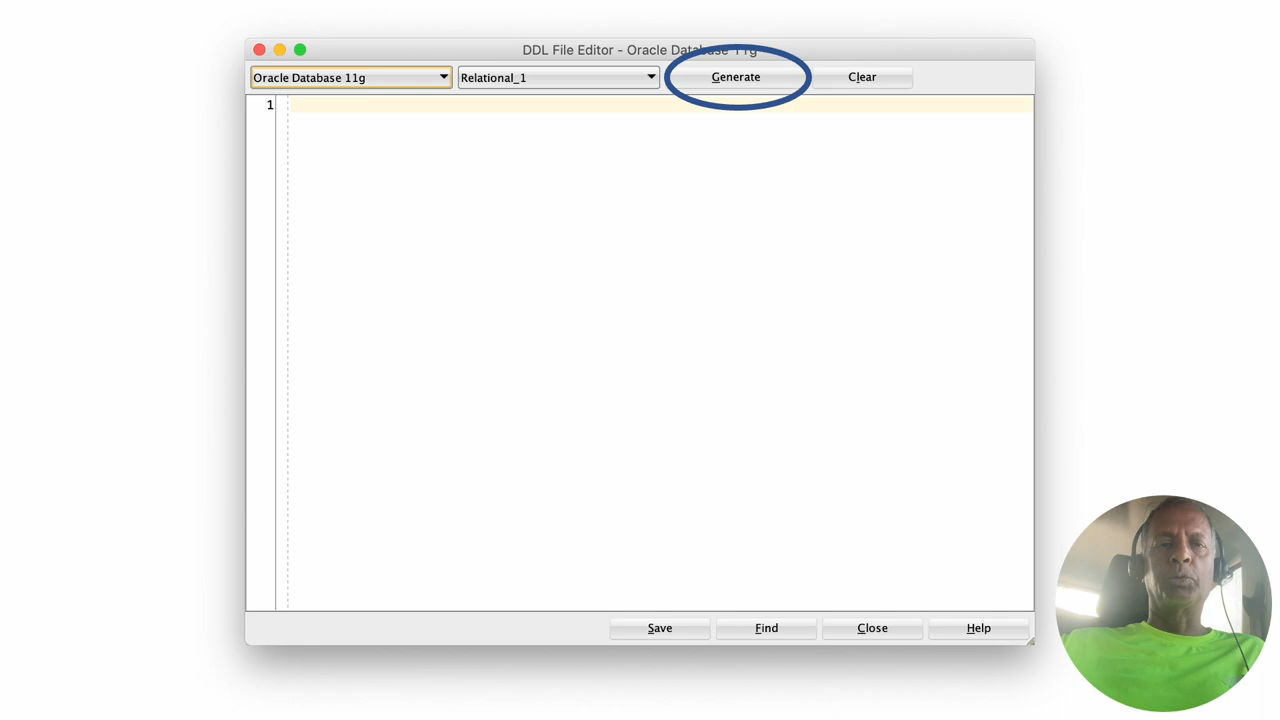 DDL File Editor - Oracle Database 11g
Oracle Database 11g
Relational_1
Generate
Clear
1
Save
Find
Close
Help